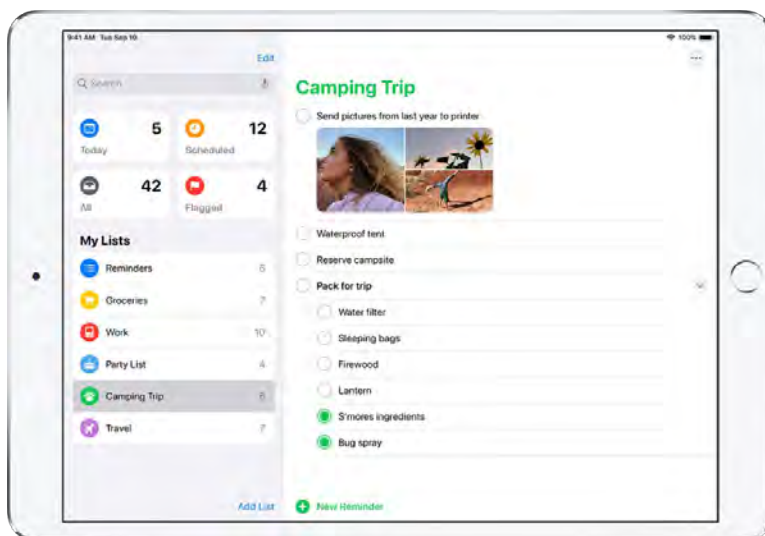 9:41 AM Tue Sep 10
100%
Edit
Search
5
Today
12
Scheduled
42
All
4
Flagged
My Lists
Reminders 5
Groceries 7
Work 10
Party List 4
Camping Trip
Travel 7
Add List
Camping Trip
Send pictures from last year to printer
Waterproof tent
Reserve campsite
Pack for trip
Water filter
Sleeping bags
Firewood
Lantern
S'mores ingredients
Bug spray
New Reminder